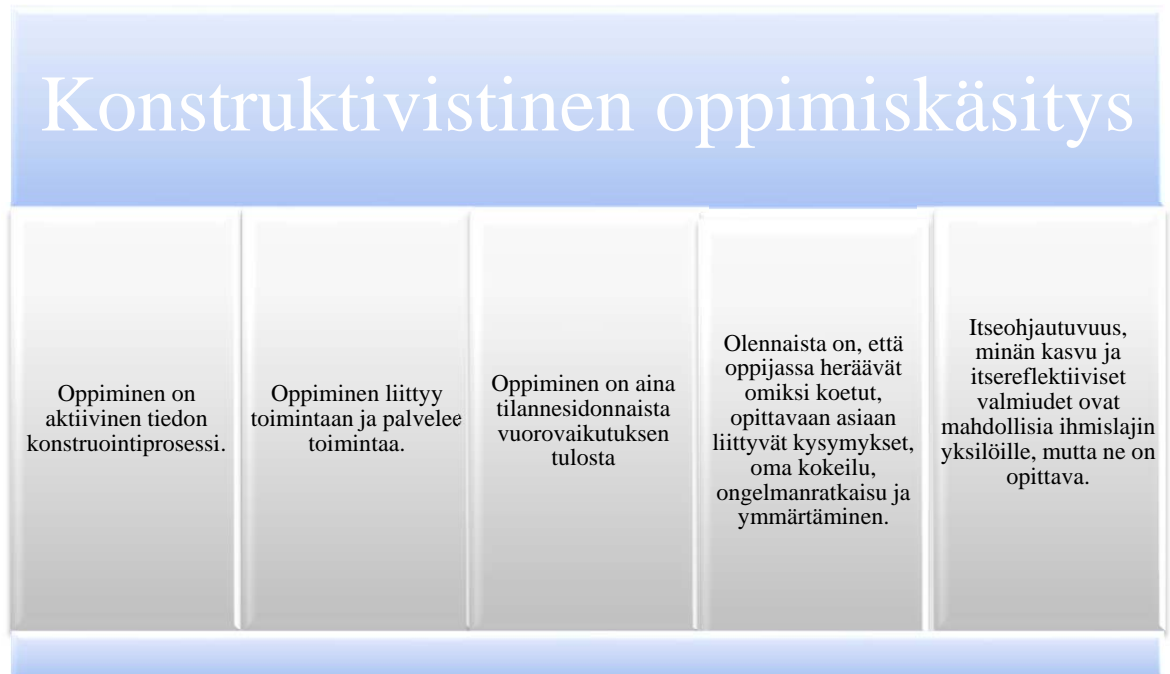 Konstruktivistinen oppimiskäsitys
Oppiminen on
aktiivinen tiedon
konstruointiprosessi.
Oppiminen liittyy
toimintaan ja palvelee
toimintaa.
Oppiminen on aina
tilannesidonnaista
vuorovaikutuksen
tulosta
Olennaista on, että
oppijassa heräävät
omiksi koetut,
opittavaan asiaan
liittyvät kysymykset,
oma kokeilu,
ongelmanratkaisu ja
ymmärtäminen.
Itseohjautuvuus,
minän kasvu ja
itsereflektiiviset
valmiudet ovat
mahdollisia ihmislajin
yksilöille, mutta ne on
opittava.